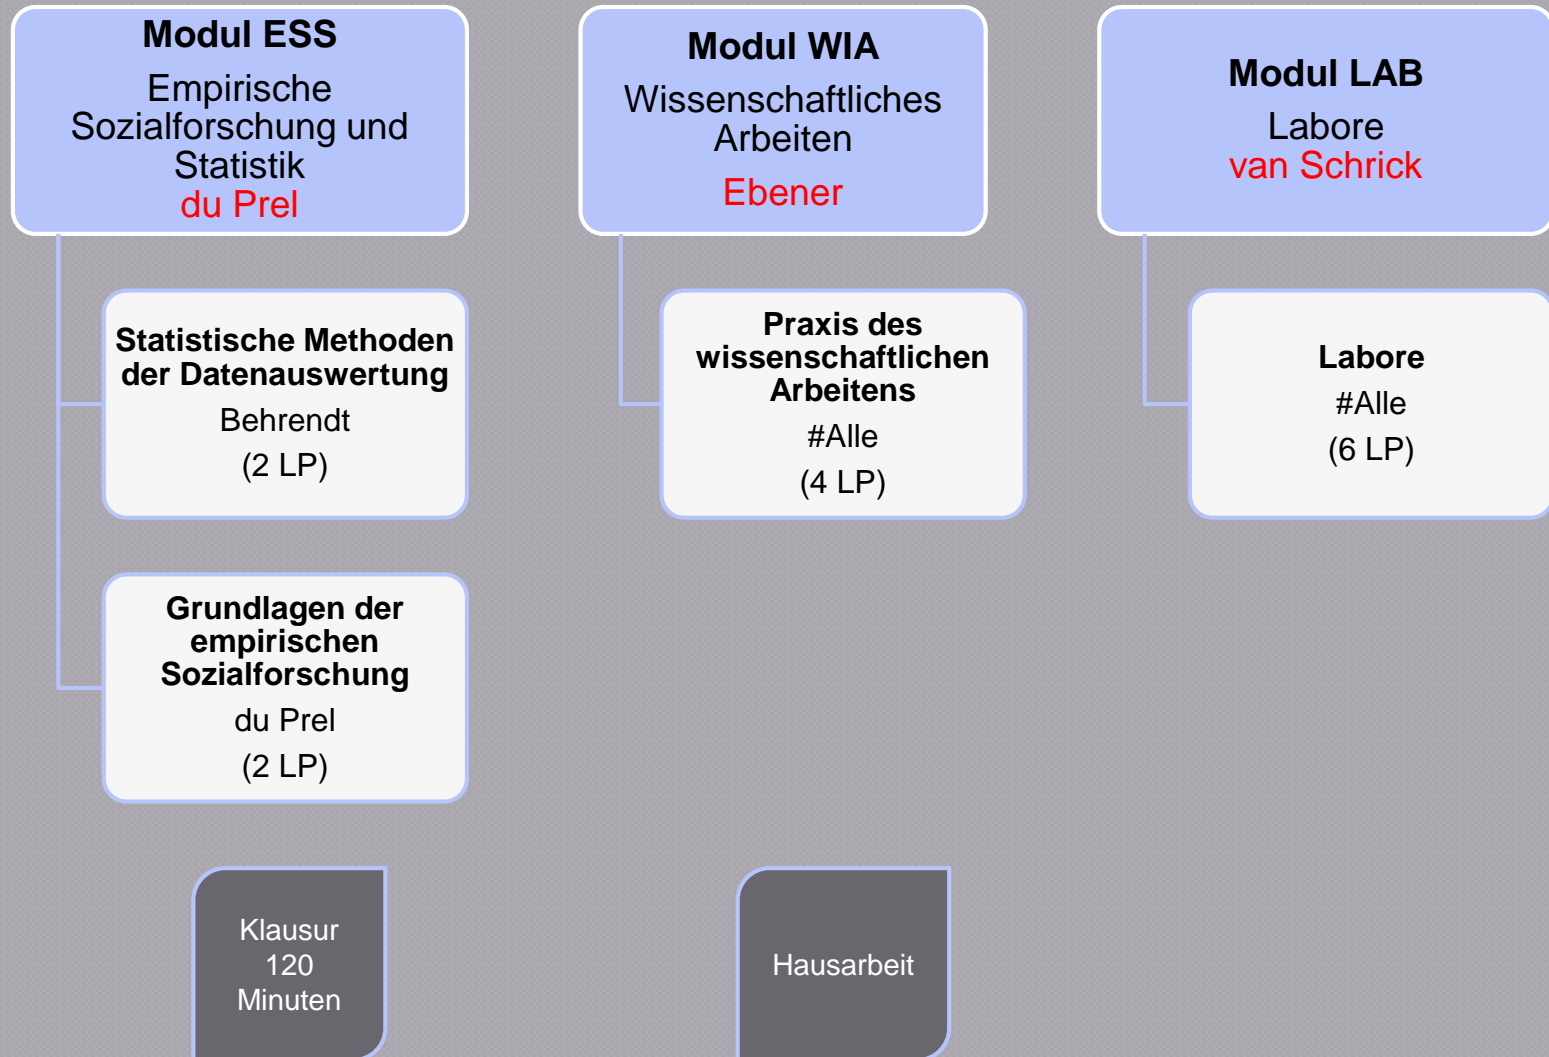 Modul ESS
Empirische
Sozialforschung und
Statistik
du Prel
Statistische Methoden
der Datenauswertung
Behrendt
(2 LP)
Grundlagen der
empirischen
Sozialforschung
du Prel
(2 LP)
Klausur
120
Minuten
Modul WIA
Wissenschaftliches
Arbeiten
Ebener
Praxis des
wissenschaftlichen
Arbeitens
#Alle
(4 LP)
Hausarbeit
Modul LAB
Labore
van Schrick
Labore
#Alle
(6 LP)